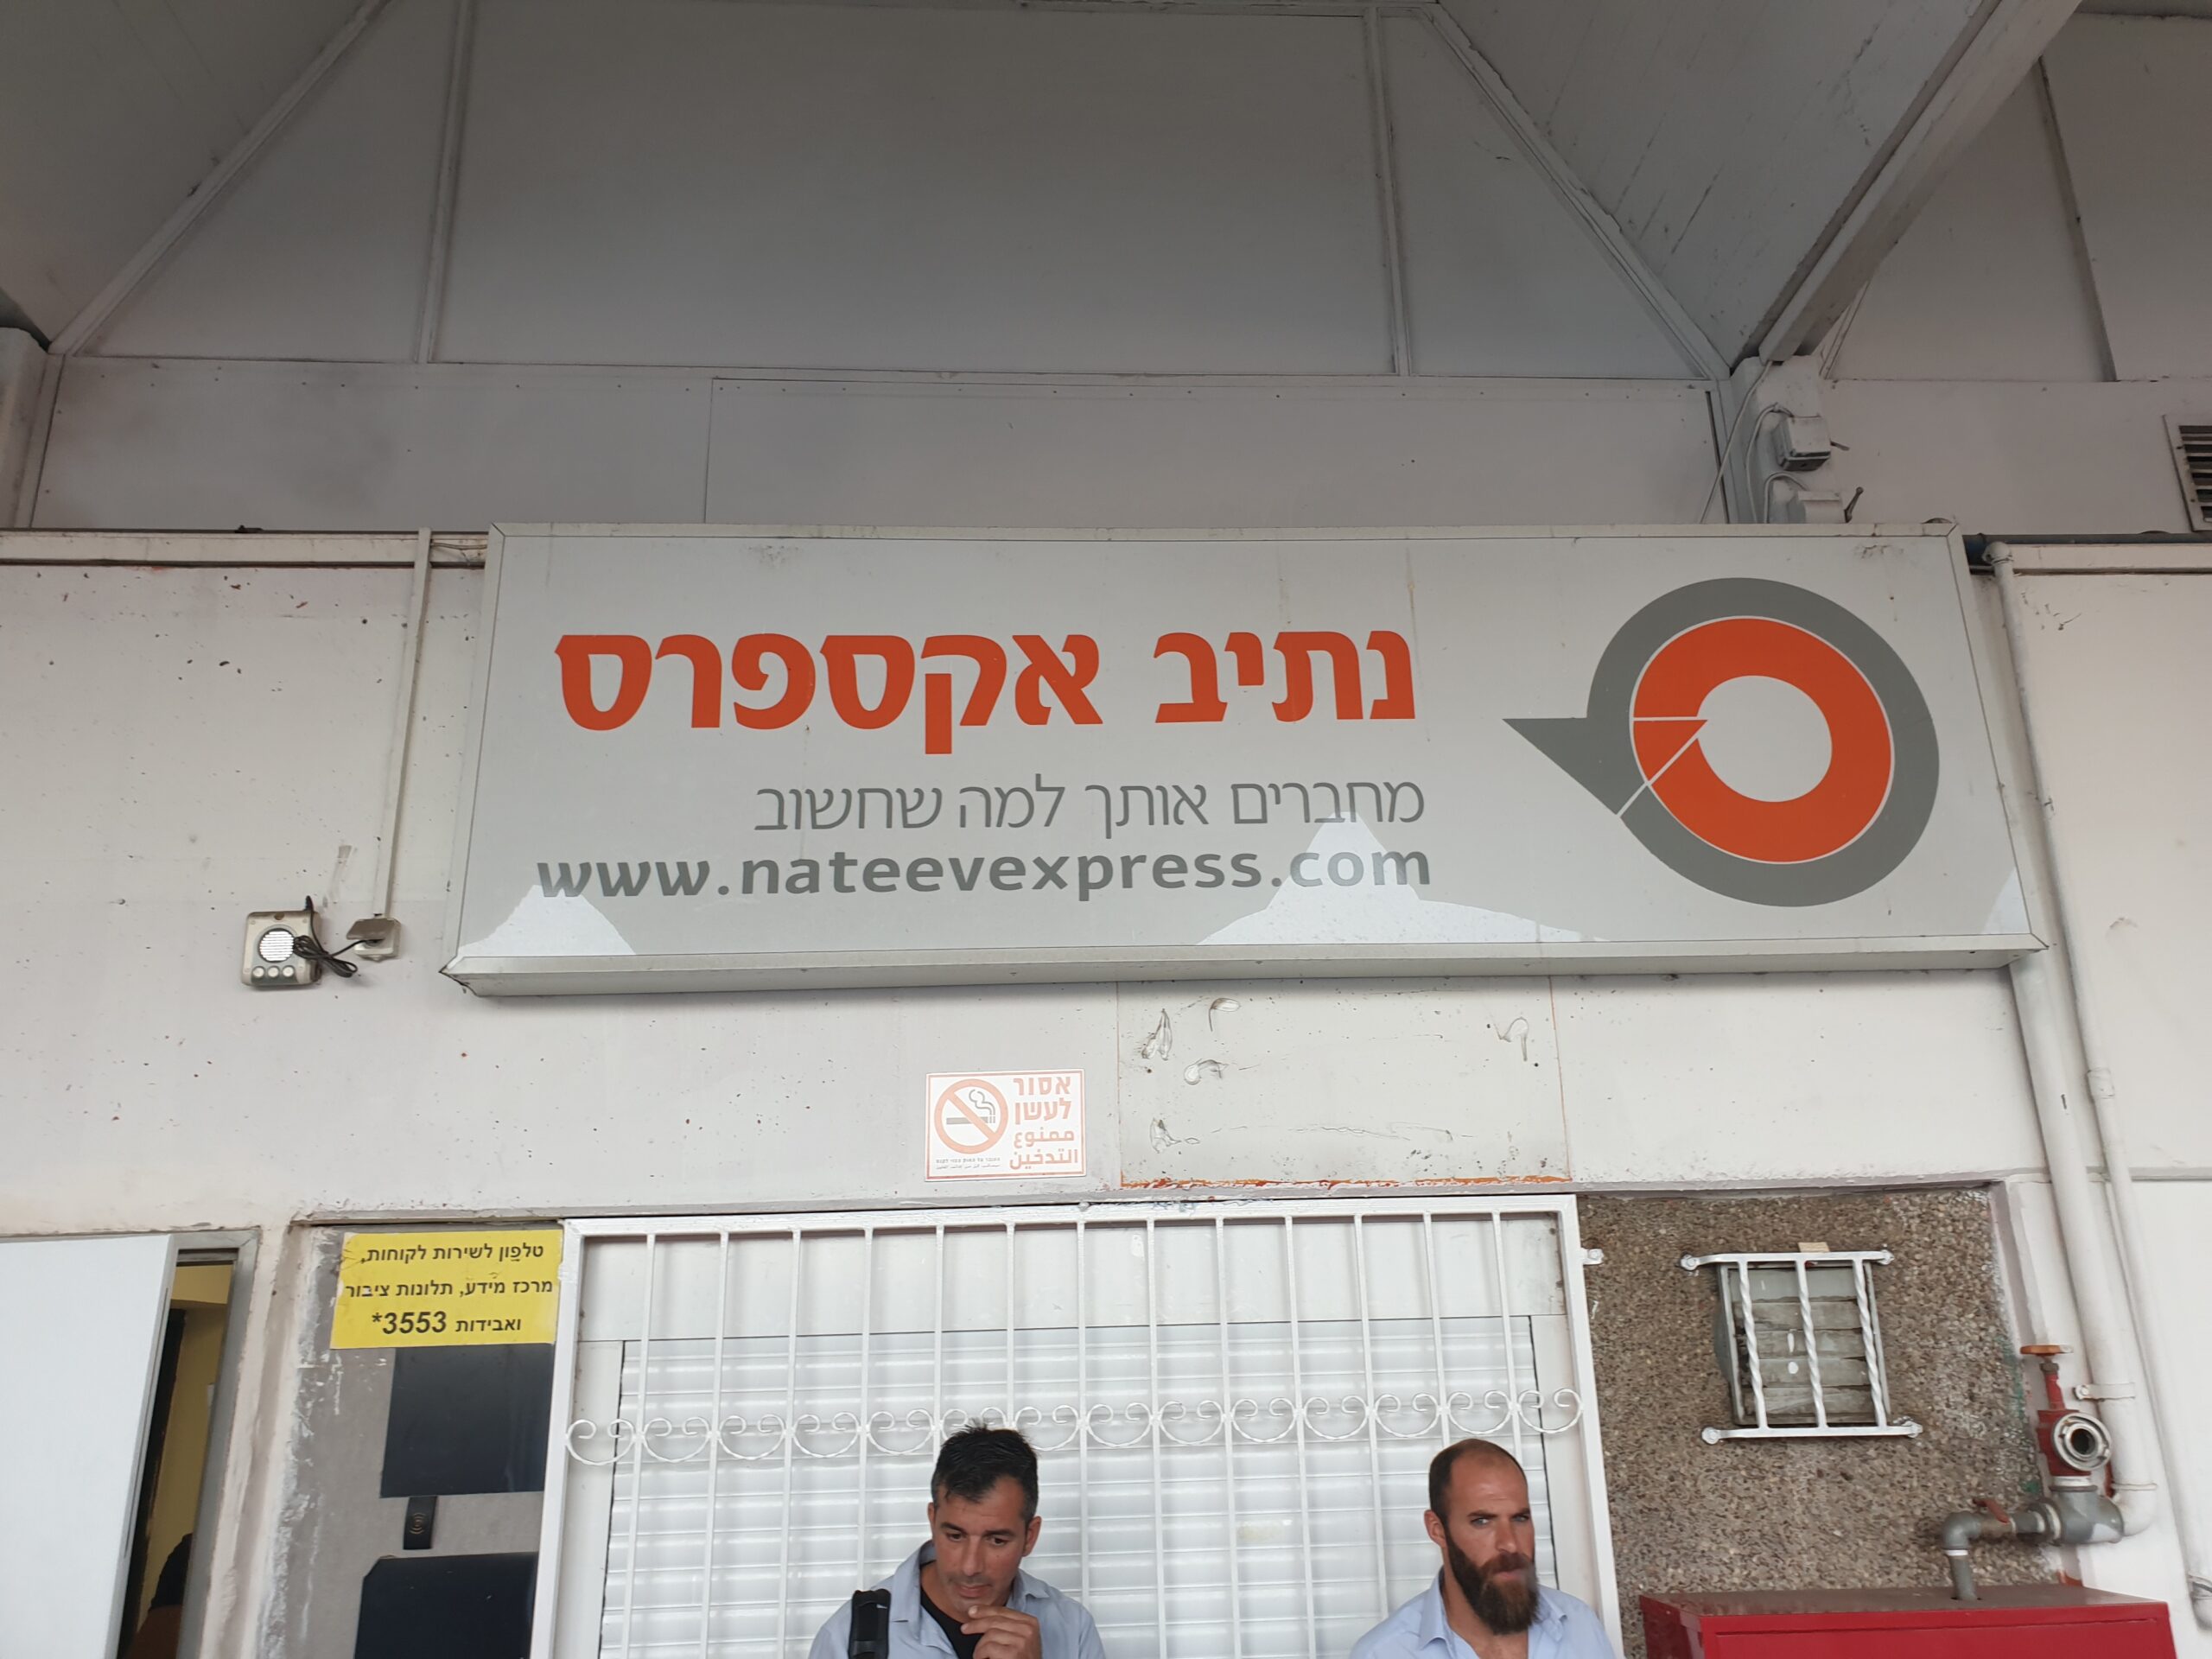 נתיב אקספרס
מחברים אותך למה שחשוב
www.nateevexpress.com
אסור
לעשן
ممنوع
التدخين
טלפון לשירות לקוחות,
מרכז מידע, תלונות ציבור
ואבידות 3553*